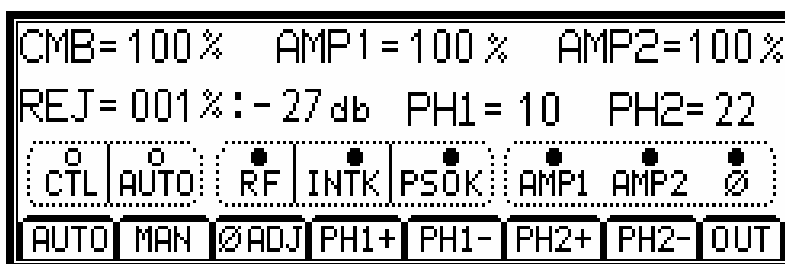 CMB= 100% AMP1= 100% AMP2=100%
REJ= 001%:- 27db PH1= 10 PH2= 22
CTL AUTO RF INTK PSOK AMP1 AMP2 Ø
AUTO MAN ØADJ PH1+ PH1- PH2+ PH2- OUT